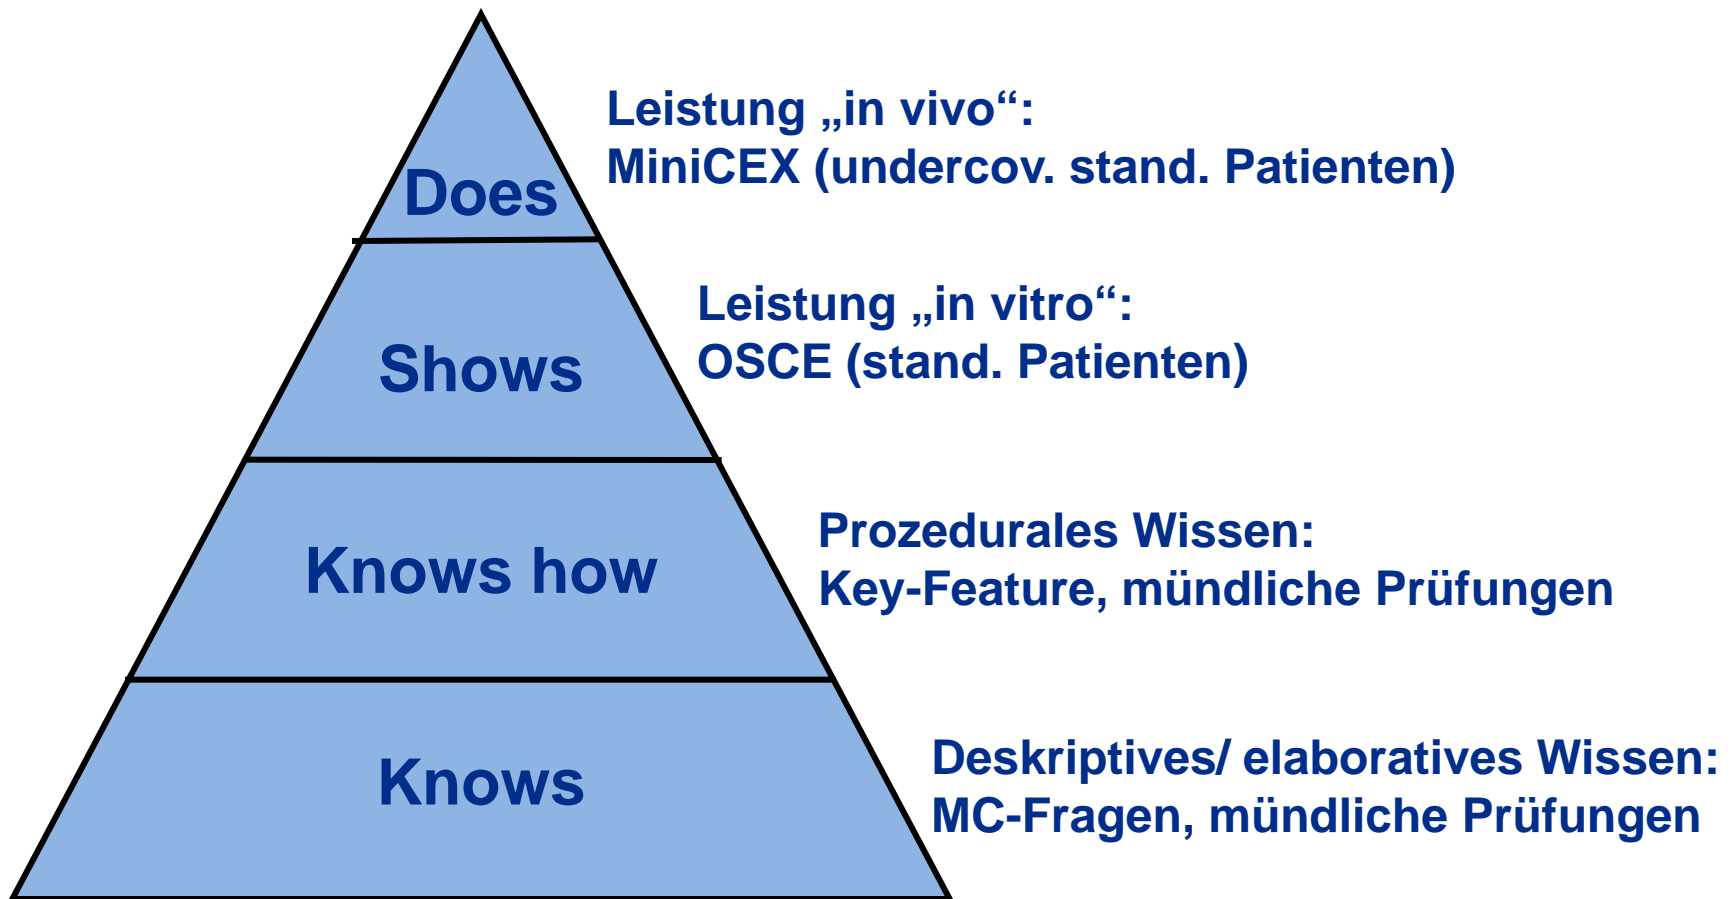 Does
Leistung „in vivo“:
MiniCEX (undercov. stand. Patienten)
Shows
Leistung „in vitro“:
OSCE (stand. Patienten)
Knows how
Prozedurales Wissen:
Key-Feature, mündliche Prüfungen
Knows
Deskriptives/ elaboratives Wissen:
MC-Fragen, mündliche Prüfungen